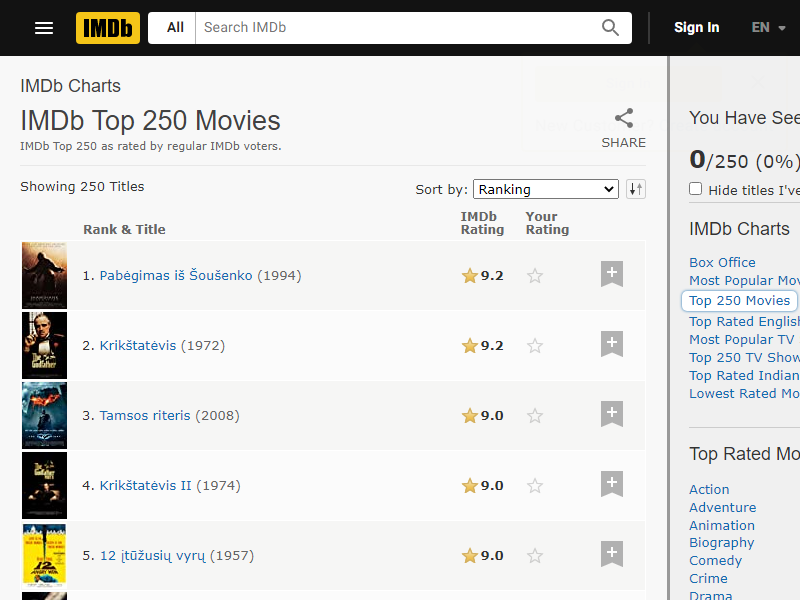 IMDb
All
Search IMDb
Sign In
EN
IMDb Charts
IMDb Top 250 Movies
IMDb Top 250 as rated by regular IMDb voters.
SHARE
Showing 250 Titles
Sort by: Ranking
Rank & Title
IMDb Rating
Your Rating
1. Pabėgimas iš Šoušenko (1994)
9.2
2. Krikštatėvis (1972)
9.2
3. Tamsos riteris (2008)
9.0
4. Krikštatėvis II (1974)
9.0
5. 12 įtūžusių vyrų (1957)
9.0
You Have See
0/250 (0%)
Hide titles I've
IMDb Charts
Box Office
Most Popular Mov
Top 250 Movies
Top Rated English
Most Popular TV
Top 250 TV Show
Top Rated Indian
Lowest Rated Mo
Top Rated Mo
Action
Adventure
Animation
Biography
Comedy
Crime
Drama